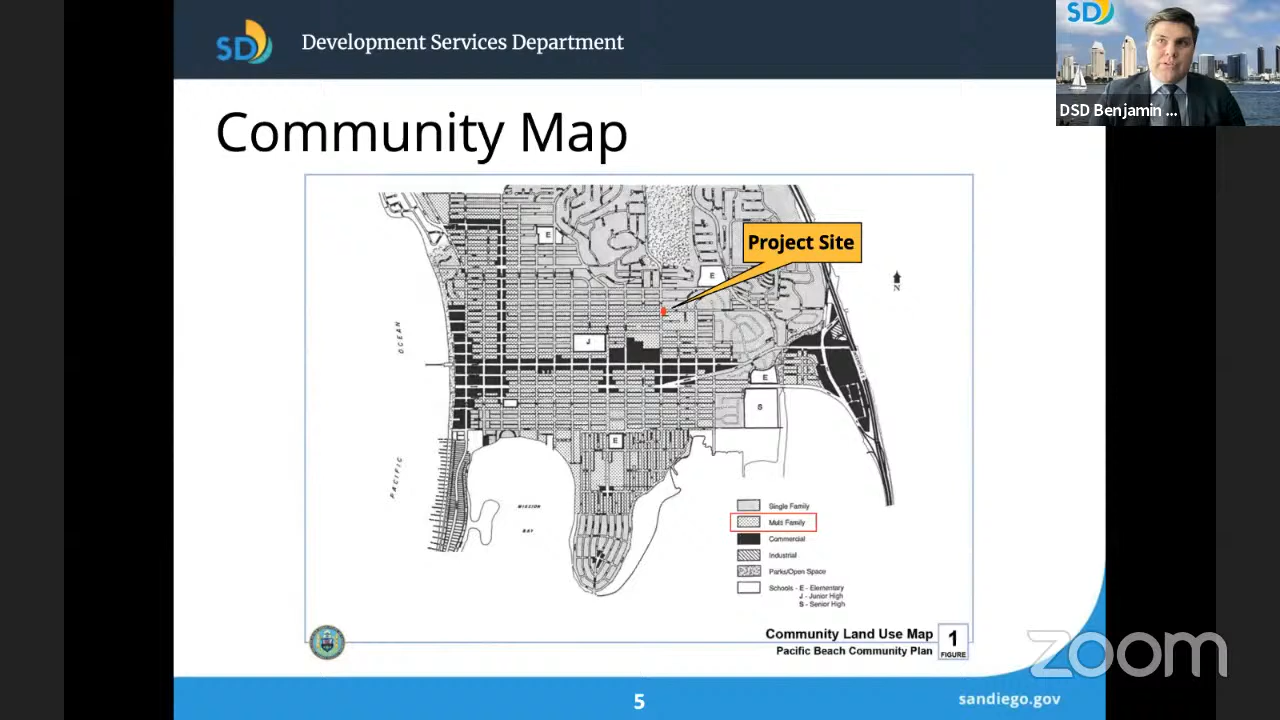 SD
Development Services Department
SD
DSD Benjamin ...
Community Map
Project Site
E
E
N
OCEAN
J
E
S
E
PACIFIC
MISSION
BAY
Single Family
Multi Family
Commercial
Industrial
Parks/Open Space
Schools - E - Elementary
J - Junior High
S - Senior High
Community Land Use Map
Pacific Beach Community Plan
1
FIGURE
zoom
5
sandiego.gov